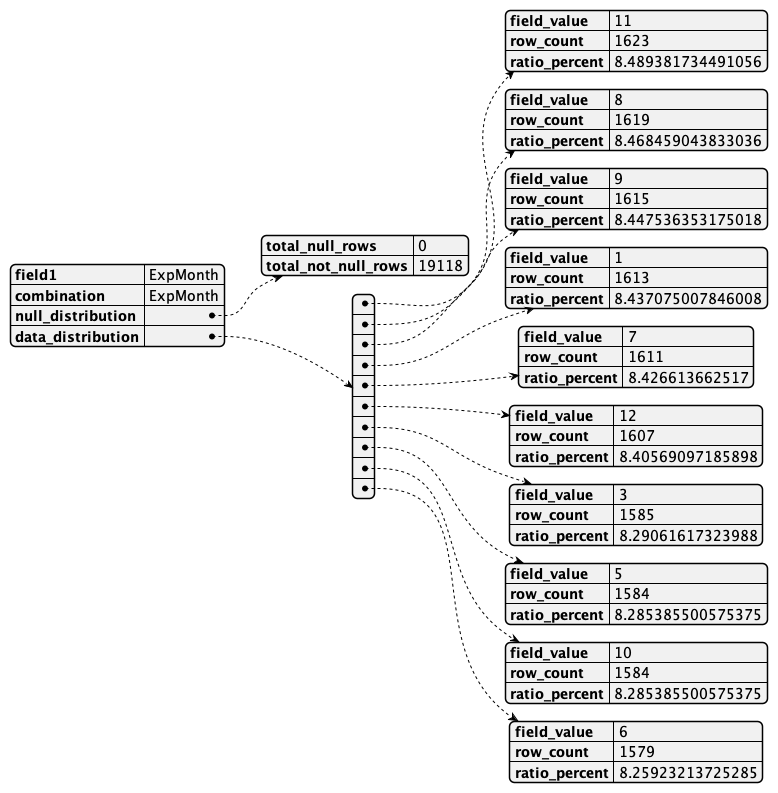 field1 ExpMonth
combination ExpMonth
null_distribution
data_distribution
total_null_rows 0
total_not_null_rows 19118
field_value 11
row_count 1623
ratio_percent 8.489381734491056
field_value 8
row_count 1619
ratio_percent 8.468459043833036
field_value 9
row_count 1615
ratio_percent 8.447536353175018
field_value 1
row_count 1613
ratio_percent 8.437075007846008
field_value 7
row_count 1611
ratio_percent 8.426613662517
field_value 12
row_count 1607
ratio_percent 8.40569097185898
field_value 3
row_count 1585
ratio_percent 8.29061617323988
field_value 5
row_count 1584
ratio_percent 8.285385500575375
field_value 10
row_count 1584
ratio_percent 8.285385500575375
field_value 6
row_count 1579
ratio_percent 8.25923213725285